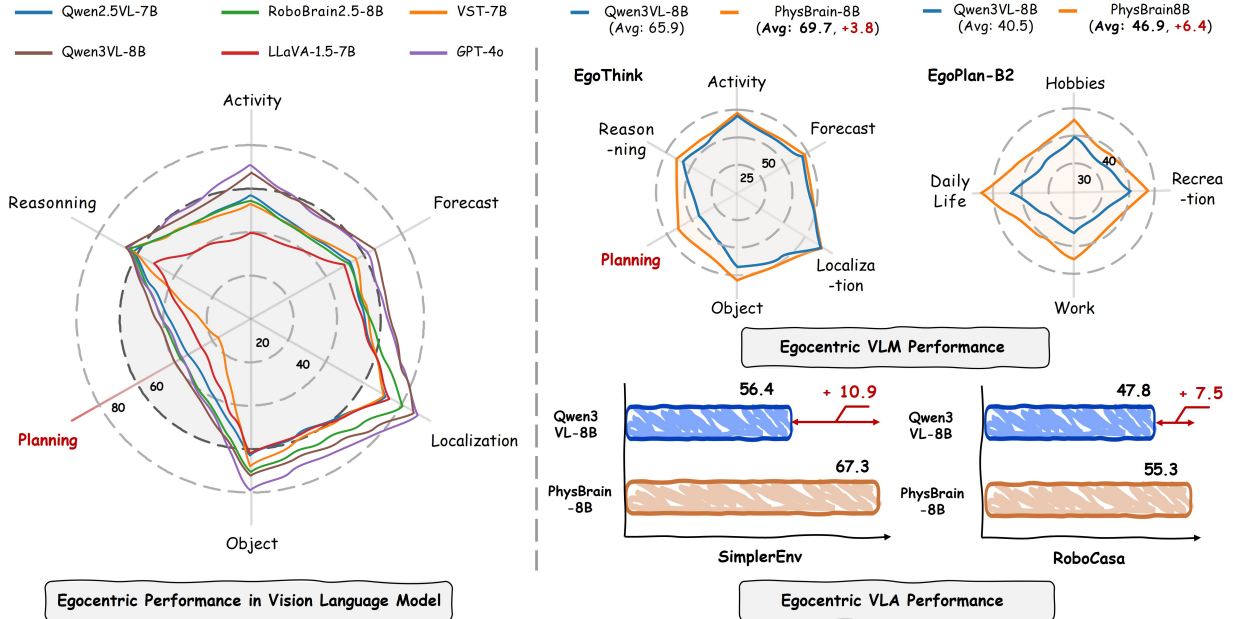 Qwen2.5VL-7B
RoboBrain2.5-8B
VST-7B
Qwen3VL-8B
LLaVA-1.5-7B
GPT-4o
Activity
Reasonning
Forecast
20
40
60
80
Planning
Localization
Object
Egocentric Performance in Vision Language Model
Qwen3VL-8B
(Avg: 65.9)
PhysBrain-8B
(Avg: 69.7, +3.8)
EgoThink
Activity
Reason
-ning
Forecast
50
25
Planning
Localiza
-tion
Object
Qwen3VL-8B
(Avg: 40.5)
PhysBrain8B
(Avg: 46.9, +6.4)
EgoPlan-B2
Hobbies
40
30
Daily
Life
Recrea
-tion
Work
Egocentric VLM Performance
56.4
+ 10.9
Qwen3
VL-8B
67.3
PhysBrain
-8B
SimplerEnv
47.8
+ 7.5
Qwen3
VL-8B
55.3
PhysBrain
-8B
RoboCasa
Egocentric VLA Performance